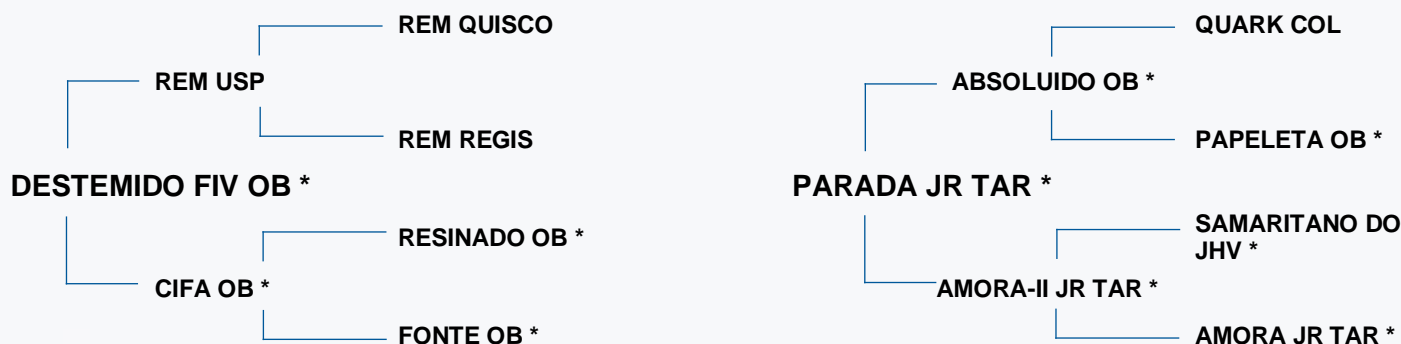 REM QUISCO
REM USP
REM REGIS
DESTEMIDO FIV OB *
RESINADO OB *
CIFA OB *
FONTE OB *
QUARK COL
ABSOLUIDO OB *
PAPELETA OB *
PARADA JR TAR *
SAMARITANO DO
JHV *
AMORA-II JR TAR *
AMORA JR TAR *